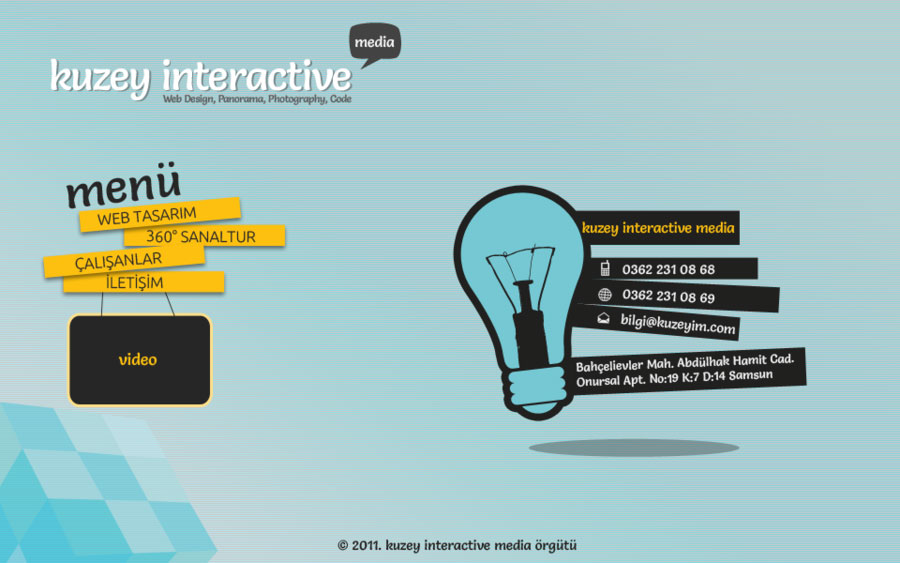 media
kuzey interactive
Web Design, Panorama, Photography, Code
menü
WEB TASARIM
360° SANALTUR
ÇALIŞANLAR
İLETİŞİM
video
kuzey interactive media
0362 231 08 68
0362 231 08 69
bilgi@kuzeyim.com
Bahçelievler Mah. Abdülhak Hamit Cad.
Onursal Apt. No:19 K:7 D:14 Samsun
© 2011. kuzey interactive media örgütü